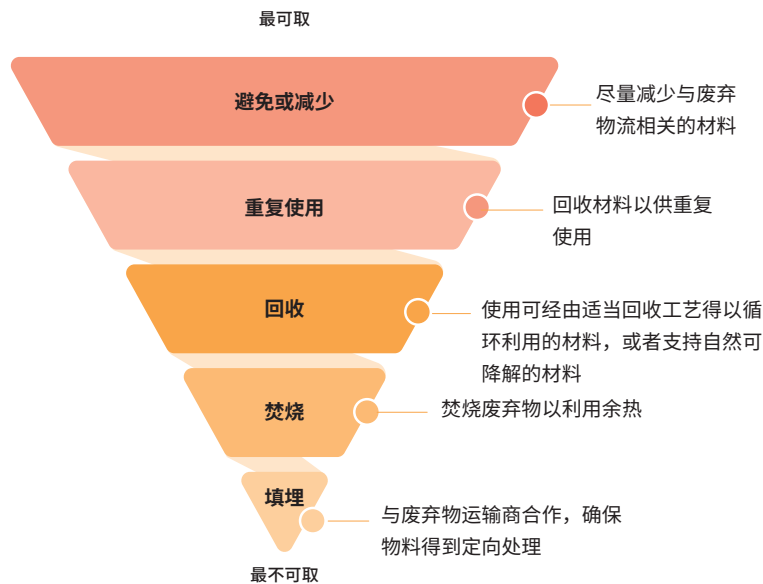 最可取
避免或减少
尽量减少与废弃
物流相关的材料
重复使用
回收材料以供重复
使用
回收
使用可经由适当回收工艺得以循
环利用的材料，或者支持自然可
降解的材料
焚烧
焚烧废弃物以利用余热
填埋
与废弃物运输商合作，确保
物料得到定向处理
最不可取